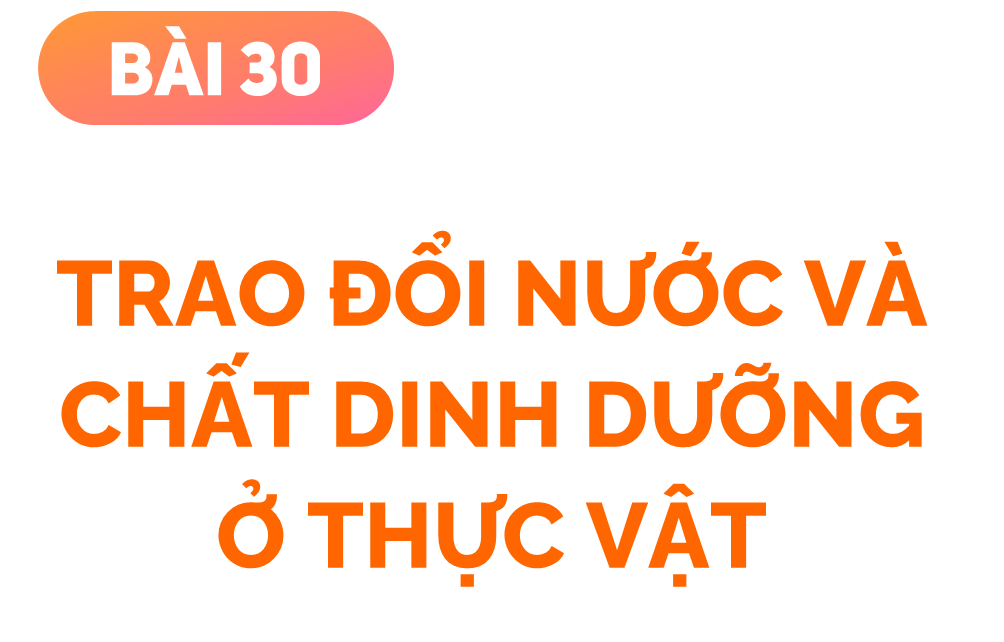 BÀI 30
TRAO ĐỔI NƯỚC VÀ
CHẤT DINH DƯỠNG
Ở THỰC VẬT